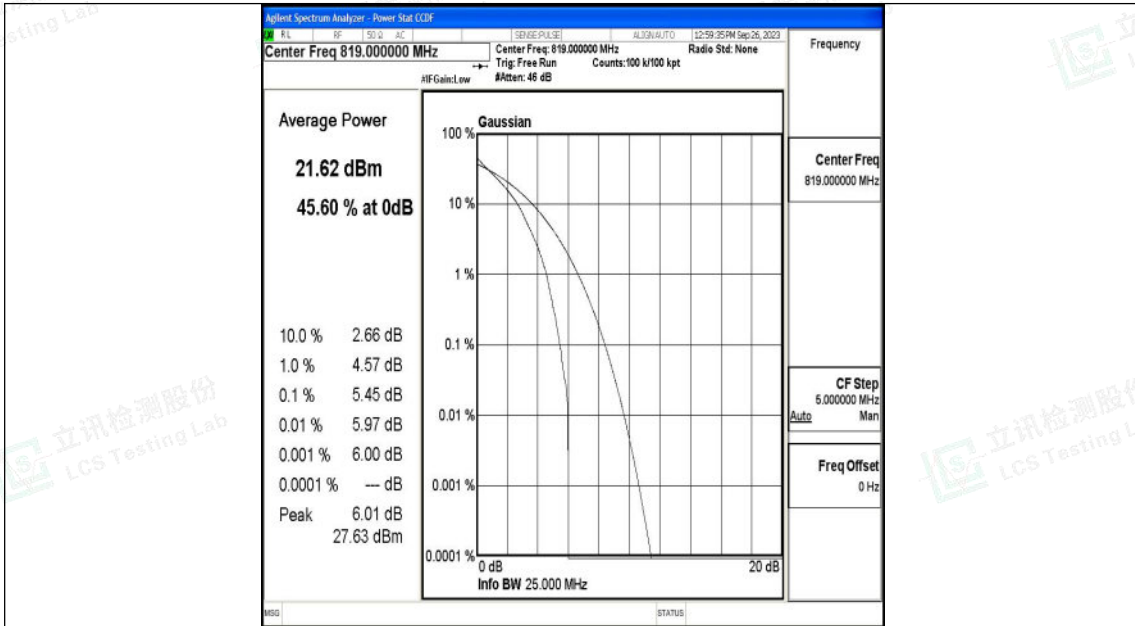 Agilent Spectrum Analyzer - Power Stat CCDF
RL RF 50 Ω AC SENSE:PULSE ALIGNAUTO 12:59:35 PM Sep 26, 2023
Center Freq 819.000000 MHz
Center Freq: 819.000000 MHz Radio Std: None
Trig: Free Run Counts:100 k/100 kpt
#IFGain:Low #Atten: 46 dB
Frequency
Average Power
21.62 dBm
45.60 % at 0dB
10.0 % 2.66 dB
1.0 % 4.57 dB
0.1 % 5.45 dB
0.01 % 5.97 dB
0.001 % 6.00 dB
0.0001 % --- dB
Peak 6.01 dB
27.63 dBm
Gaussian
100 %
10 %
1 %
0.1 %
0.01 %
0.001 %
0.0001 %
0 dB 20 dB
Info BW 25.000 MHz
Center Freq
819.000000 MHz
CF Step
5.000000 MHz
Auto Man
Freq Offset
0 Hz
MSG STATUS
立讯检测股份
LCS Testing Lab
立讯检测股份
LCS Testing L
sting Lab
LCS